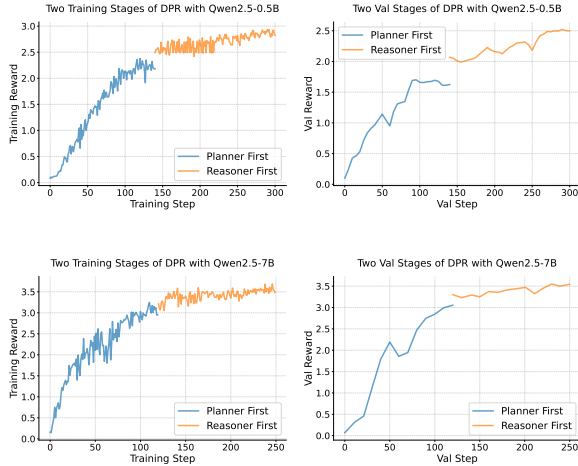 Two Training Stages of DPR with Qwen2.5-0.5B
Training Reward
3.0
2.5
2.0
1.5
1.0
0.5
0.0
0
50
100
150
200
250
300
Training Step
Planner First
Reasoner First
Two Val Stages of DPR with Qwen2.5-0.5B
Val Reward
2.5
2.0
1.5
1.0
0.5
0.0
0
50
100
150
200
250
300
Val Step
Planner First
Reasoner First
Two Training Stages of DPR with Qwen2.5-7B
Training Reward
3.5
3.0
2.5
2.0
1.5
1.0
0.5
0.0
0
50
100
150
200
250
Training Step
Planner First
Reasoner First
Two Val Stages of DPR with Qwen2.5-7B
Val Reward
3.5
3.0
2.5
2.0
1.5
1.0
0.5
0.0
0
50
100
150
200
250
Val Step
Planner First
Reasoner First